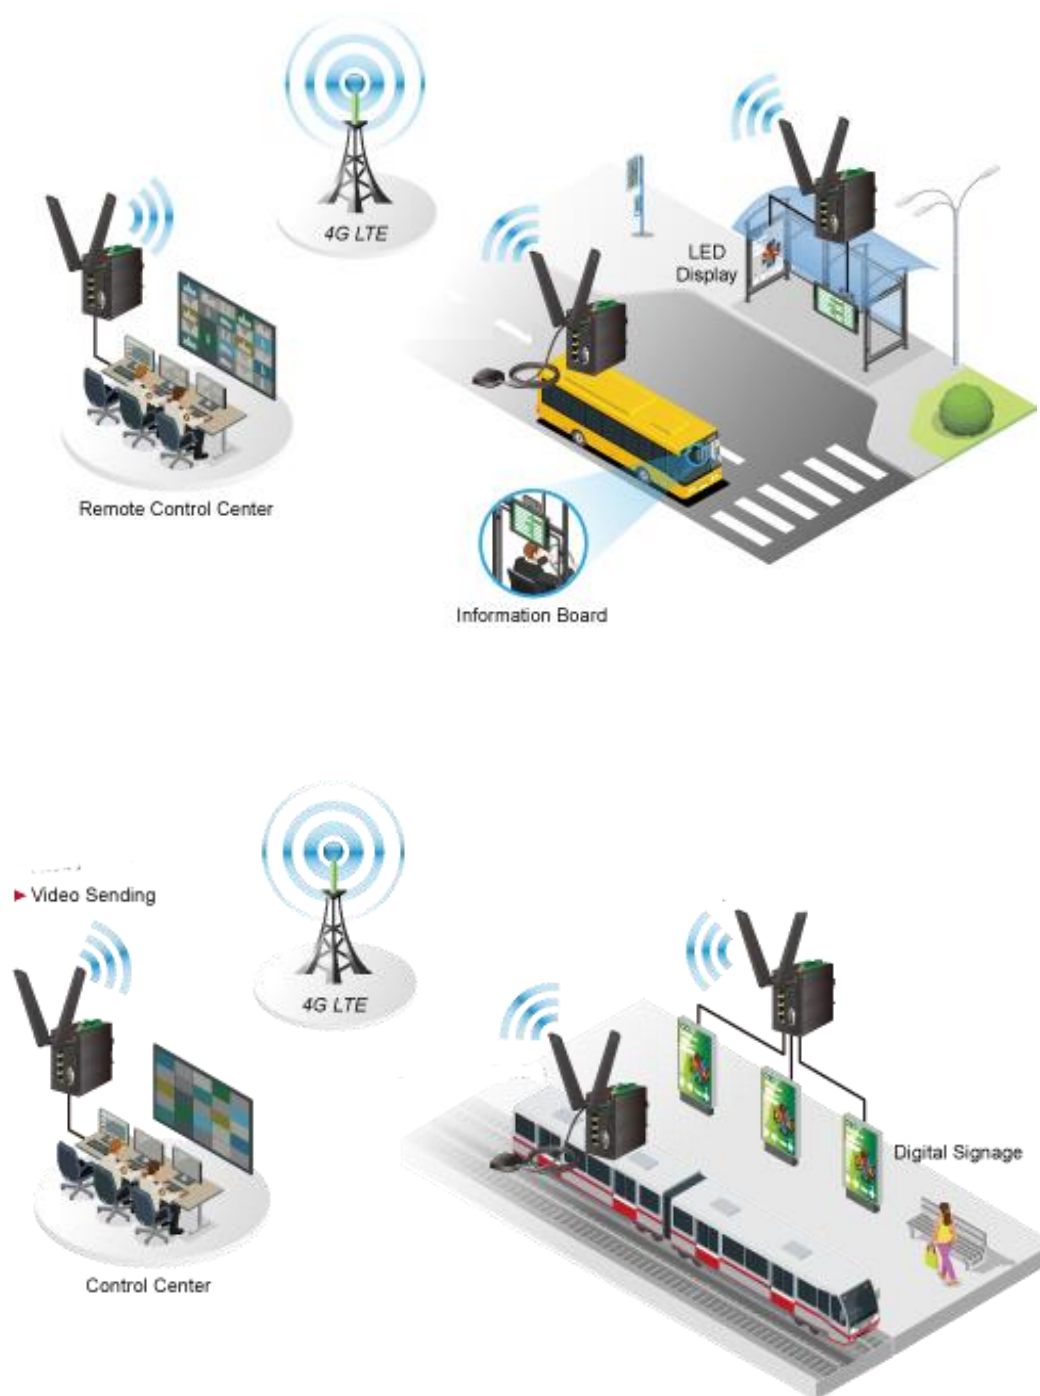 4G LTE
LED
Display
Remote Control Center
Information Board
► Video Sending
4G LTE
Digital Signage
Control Center